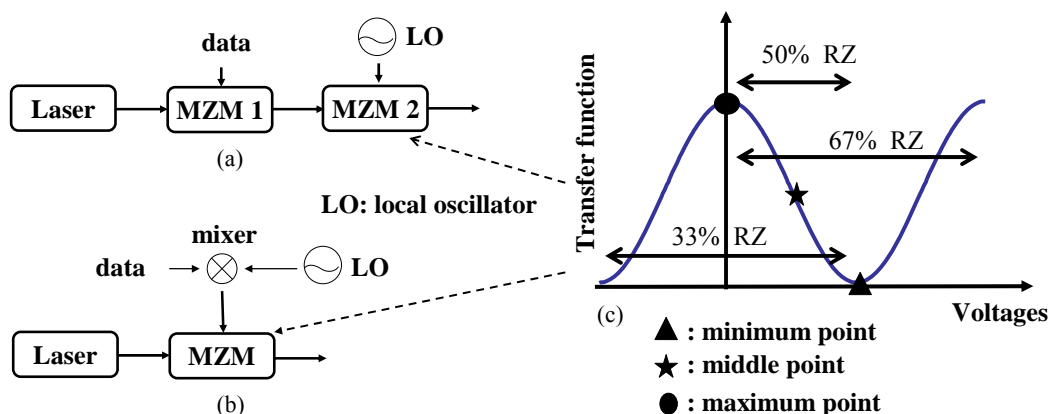 data
LO
Laser
MZM 1
MZM 2
(a)
LO: local oscillator
mixer
data
LO
Laser
MZM
(b)
50% RZ
67% RZ
33% RZ
Transfer function
Voltages
(c)
: minimum point
: middle point
: maximum point